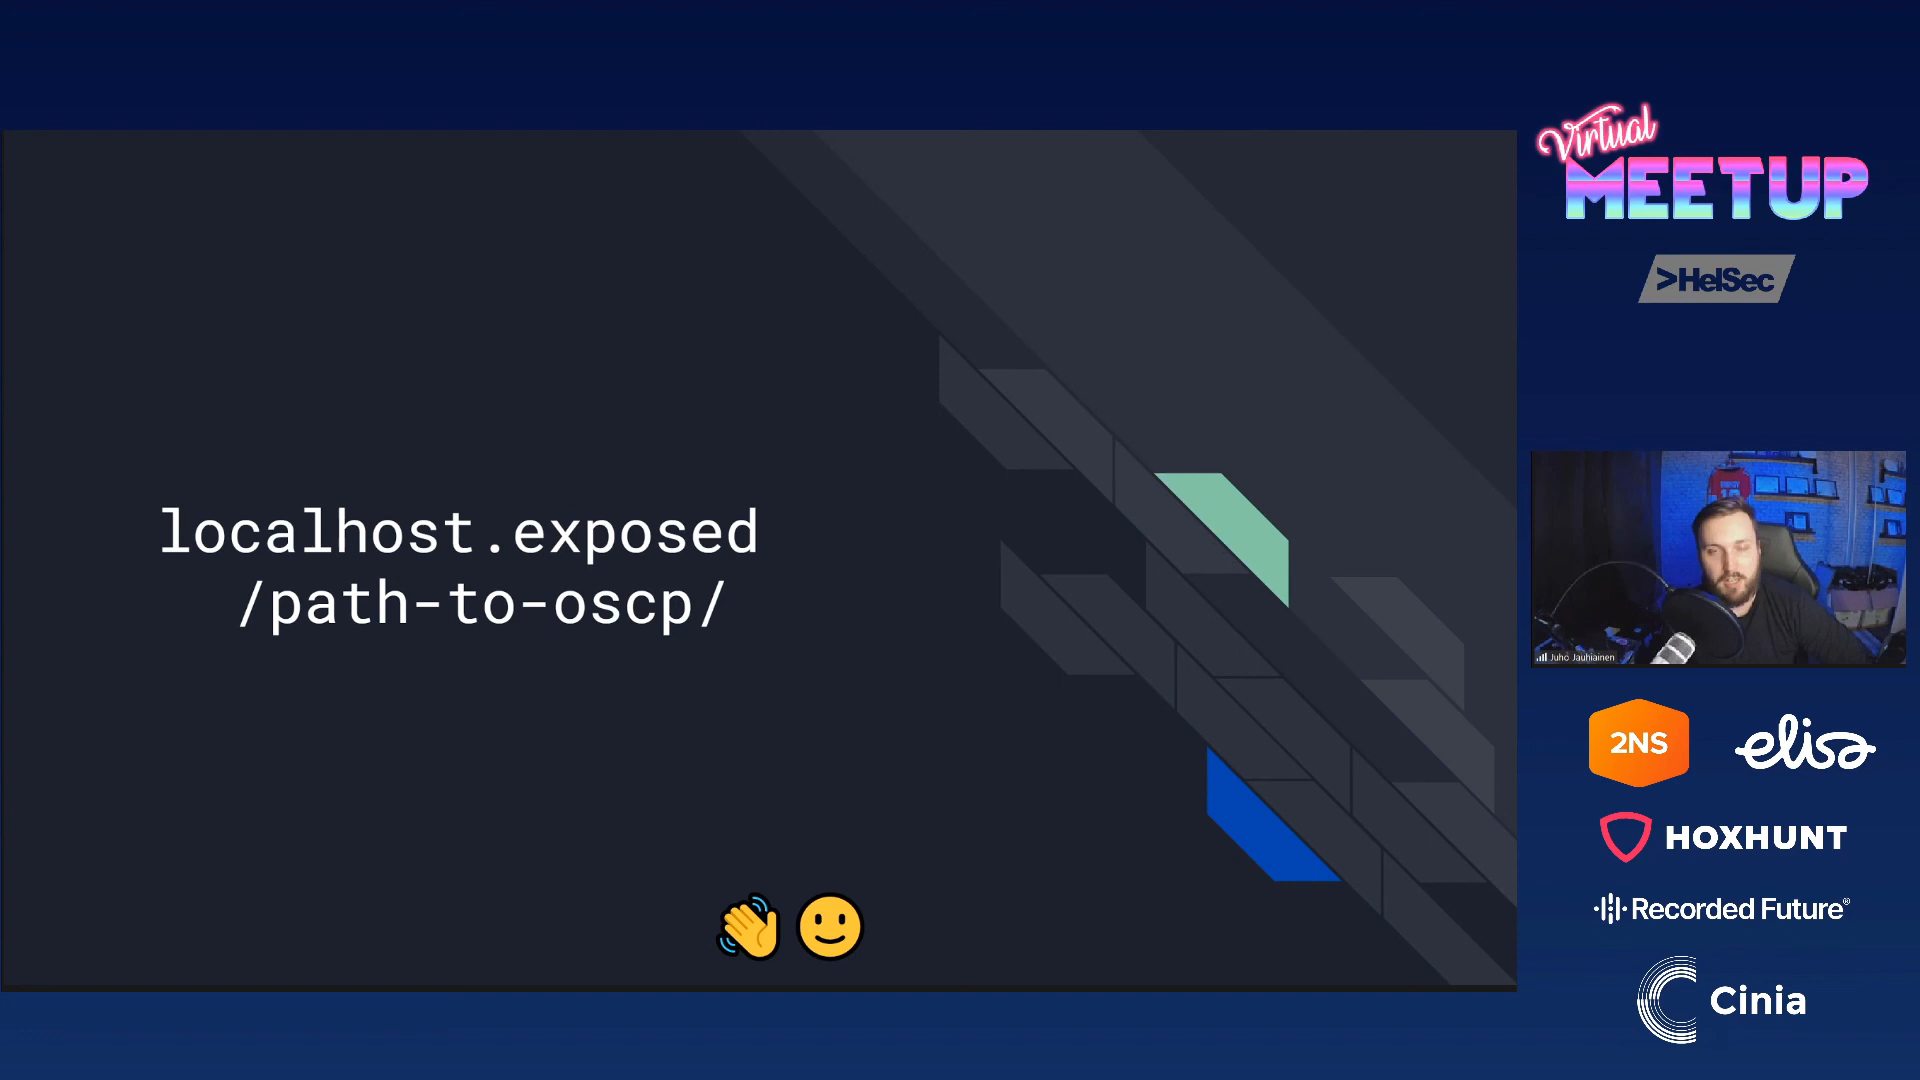 localhost.exposed
/path-to-oscp/
Virtual
MEETUP
>HelSec
Juho Jauhiainen
2NS
elisa
HOXHUNT
Recorded Future®
Cinia